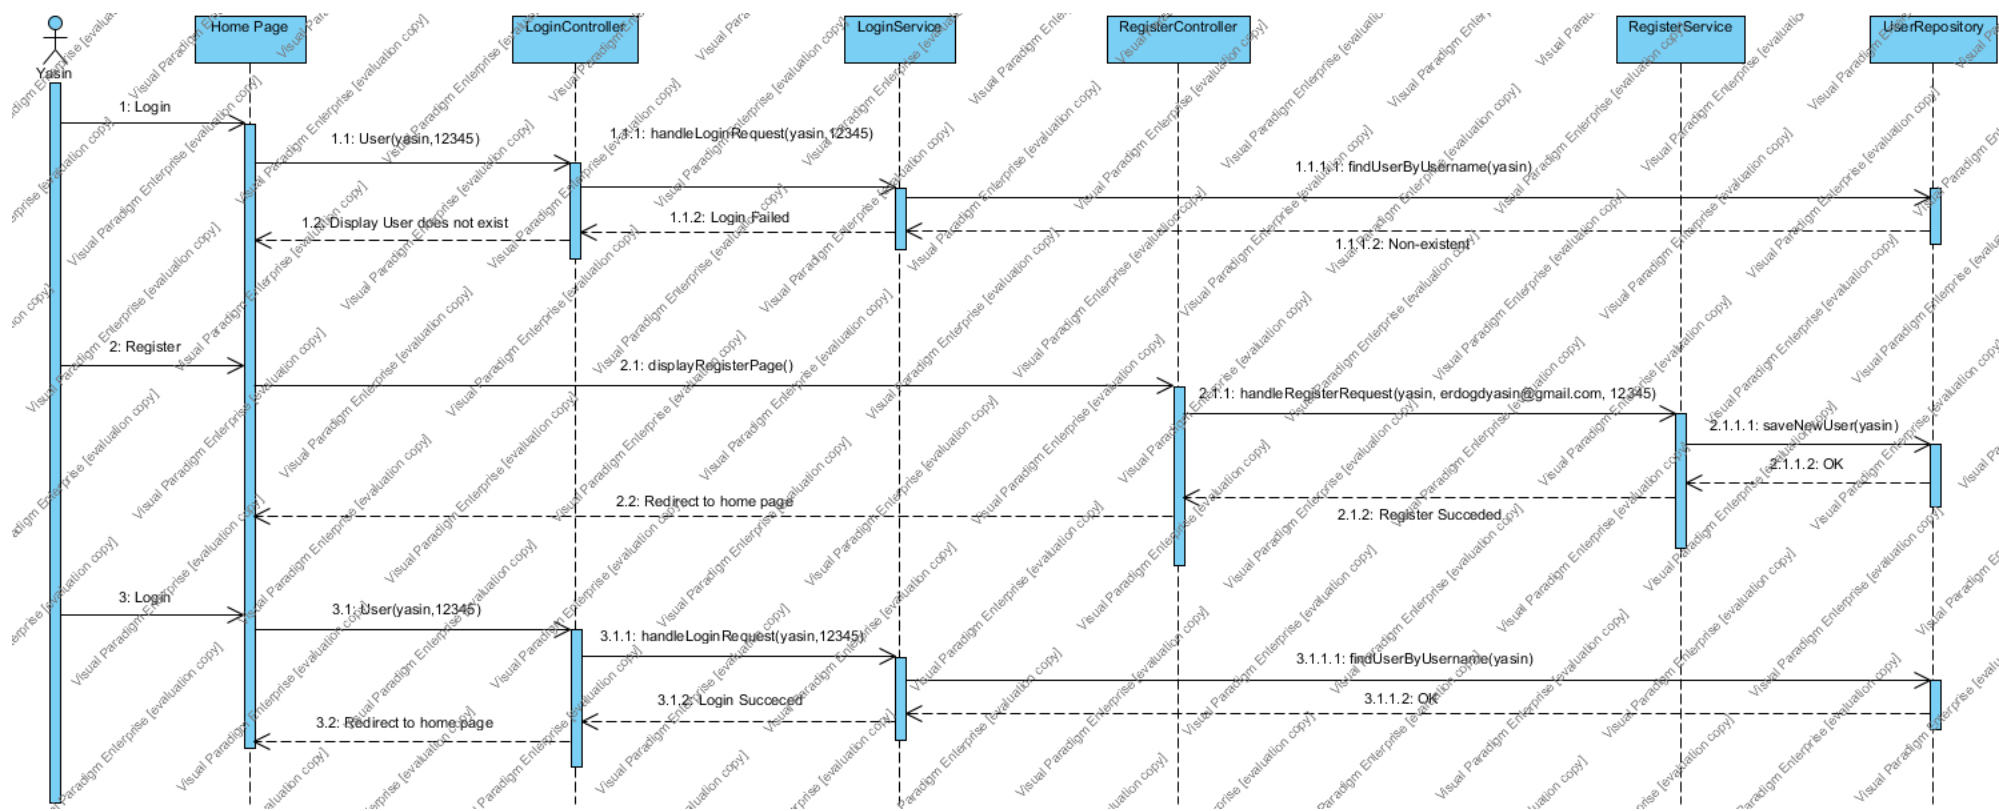 Yasin
Home Page
LoginController
LoginService
RegisterController
RegisterService
UserRepository
1: Login
1.1: User(yasin,12345)
1.1.1: handleLoginRequest(yasin,12345)
1.1.1.1: findUserByUsername(yasin)
1.1.1.2: Non-existent
1.1.2: Login Failed
1.2: Display User does not exist
2: Register
2.1: displayRegisterPage()
2.1.1: handleRegisterRequest(yasin, erdogdyasin@gmail.com, 12345)
2.1.1.1: saveNewUser(yasin)
2.1.1.2: OK
2.1.2: Register Succeded
2.2: Redirect to home page
3: Login
3.1: User(yasin,12345)
3.1.1: handleLoginRequest(yasin,12345)
3.1.1.1: findUserByUsername(yasin)
3.1.1.2: OK
3.1.2: Login Succeced
3.2: Redirect to home page
Visual Paradigm Enterprise [evaluation copy]